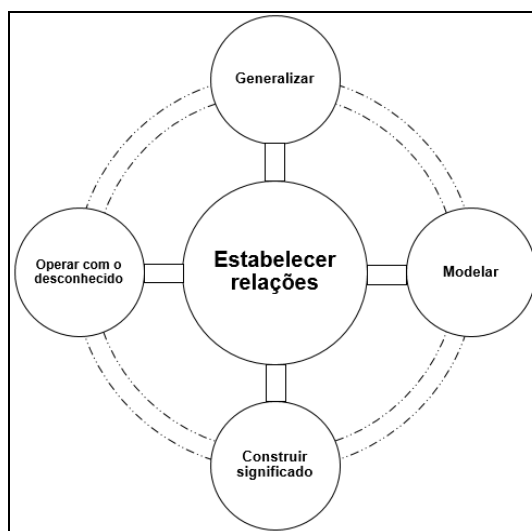 Generalizar
Operar com o
desconhecido
Estabelecer
relações
Modelar
Construir
significado